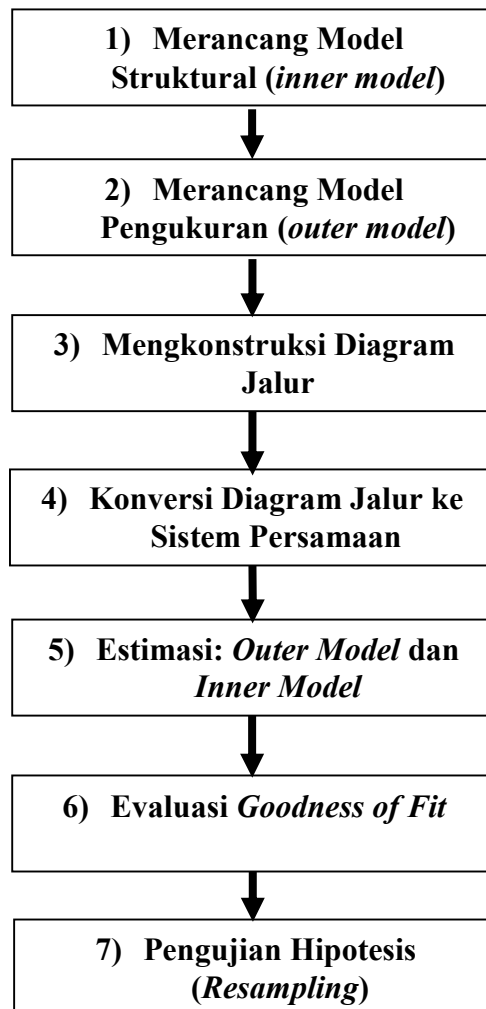 1) Merancang Model
Struktural (inner model)
2) Merancang Model
Pengukuran (outer model)
3) Mengkonstruksi Diagram
Jalur
4) Konversi Diagram Jalur ke
Sistem Persamaan
5) Estimasi: Outer Model dan
Inner Model
6) Evaluasi Goodness of Fit
7) Pengujian Hipotesis
(Resampling)